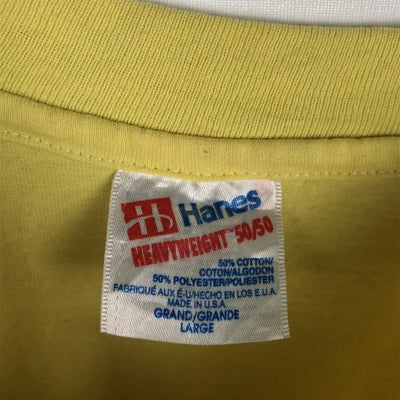 Hanes
HEAVYWEIGHT™ 50/50
50% COTTON/
COTON/ALGODON
50% POLYESTER/POLIESTER
FABRIQUÉ AUX É-U/HECHO EN LOS E.U.A.
MADE IN U.S.A.
GRAND/GRANDE
LARGE